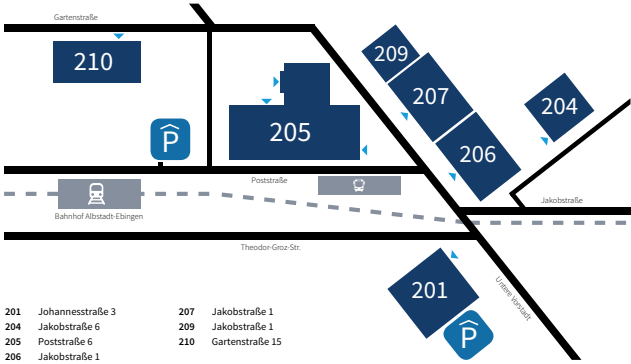 Gartenstraße
210
209
207
204
206
205
P
Poststraße
Bahnhof Albstadt-Ebingen
Jakobstraße
Theodor-Groz-Str.
Untere Vorstadt
201
P
201 Johannesstraße 3
204 Jakobstraße 6
205 Poststraße 6
206 Jakobstraße 1
207 Jakobstraße 1
209 Jakobstraße 1
210 Gartenstraße 15